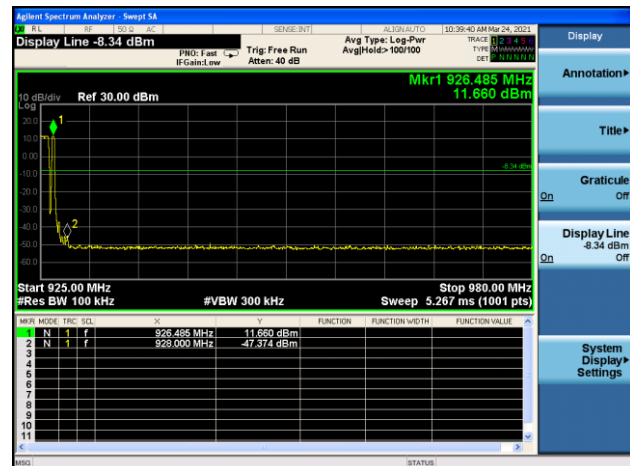 Agilent Spectrum Analyzer - Swept SA
RL RF 50 Ω AC SENSE:INT ALIGNAUTO 10:39:40 AM Mar 24, 2021
Display Line -8.34 dBm
PNO: Fast
IFGain:Low
Trig: Free Run
Atten: 40 dB
Avg Type: Log-Pwr
Avg|Hold:>100/100
TRACE 1 2 3 4 5 6
TYPE M
DET P N N N N N
Mkr1 926.485 MHz
11.660 dBm
10 dB/div Ref 30.00 dBm
Log
20.0
10.0
0.00
-10.0
-20.0
-30.0
-40.0
-50.0
-60.0
1
2
-8.34 dBm
Start 925.00 MHz Stop 980.00 MHz
#Res BW 100 kHz #VBW 300 kHz Sweep 5.267 ms (1001 pts)
MKR MODE TRC SCL X Y FUNCTION FUNCTION WIDTH FUNCTION VALUE
1 N 1 f 926.485 MHz 11.660 dBm
2 N 1 f 928.000 MHz -47.374 dBm
3
4
5
6
7
8
9
10
11
MSG STATUS
Display
Annotation
Title
Graticule
On Off
Display Line
-8.34 dBm
On Off
System
Display
Settings